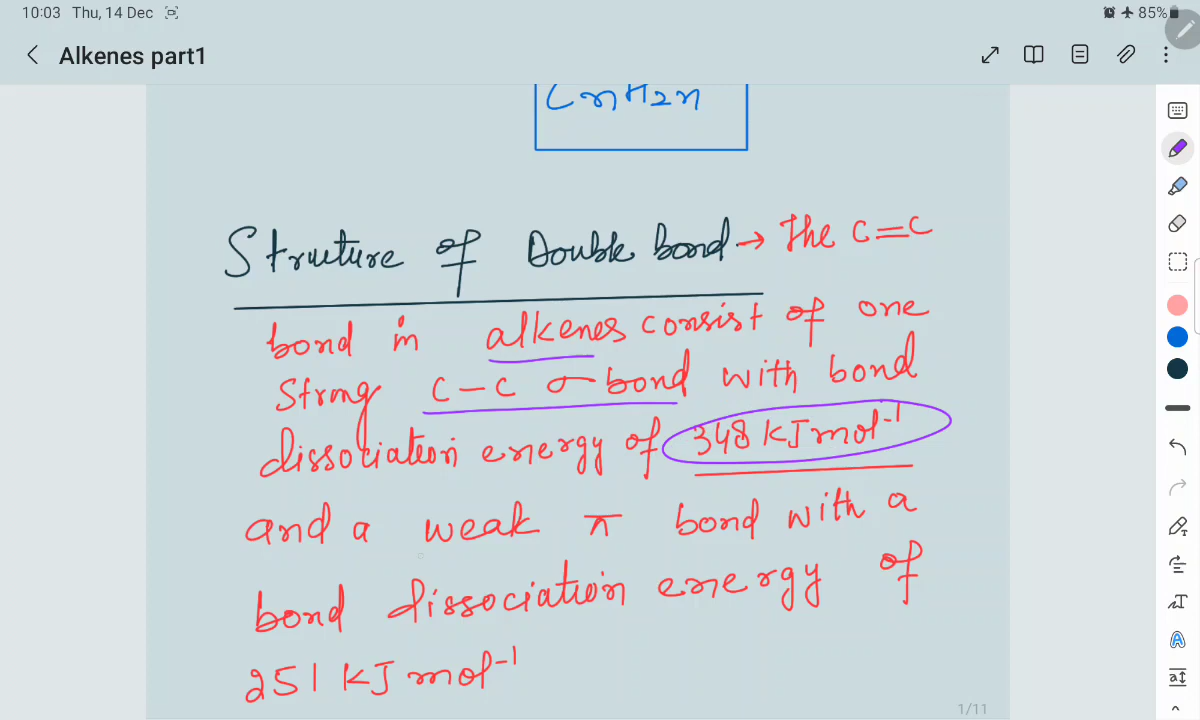 10:03 Thu, 14 Dec
85%
Alkenes part1
CnH2n
Structure of Double bond → The C=C
bond in alkenes consist of one
Strong C-C σ-bond with bond
dissociation energy of 348 KJ mol⁻¹
and a weak π bond with a
bond dissociation energy of
251 KJ mol⁻¹
1/11